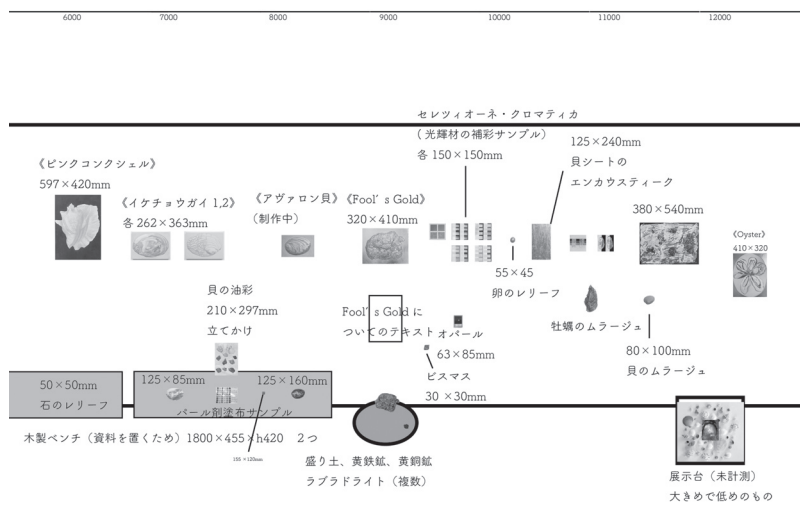 6000
7000
8000
9000
10000
11000
12000
セレツィオーネ・クロマティカ
(光輝材の補彩サンプル)
各 150×150mm
125×240mm
貝シートの
エンカウスティーク
《ピンクコンクシェル》
597×420mm
《イケチョウガイ 1,2》
各 262×363mm
《アヴァロン貝》
(制作中)
《Fool's Gold》
320×410mm
380×540mm
《Oyster》
410×320
55×45
卵のレリーフ
貝の油彩
210×297mm
立てかけ
Fool's Gold に
ついてのテキスト
オパール
63×85mm
ビスマス
30 ×30mm
牡蠣のムラージュ
80×100mm
貝のムラージュ
50×50mm
石のレリーフ
125×85mm
125×160mm
パール剤塗布サンプル
木製ベンチ(資料を置くため)1800×455×h420 2つ
155 ×120mm
盛り土、黄鉄鉱、黄銅鉱
ラブラドライト(複数)
展示台(未計測)
大きめで低めのもの